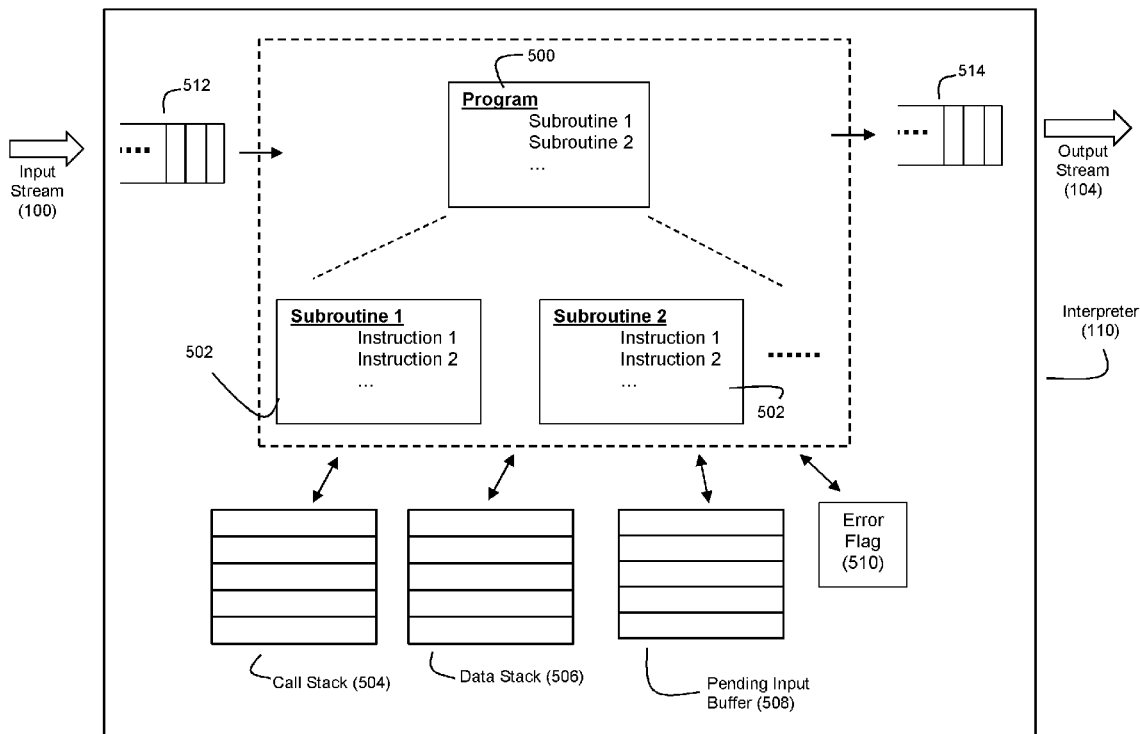 500
512
514
Program
Subroutine 1
Subroutine 2
...
Input
Stream
(100)
Output
Stream
(104)
Subroutine 1
Instruction 1
Instruction 2
...
Subroutine 2
Instruction 1
Instruction 2
...
Interpreter
(110)
502
502
Error
Flag
(510)
Call Stack (504)
Data Stack (506)
Pending Input
Buffer (508)